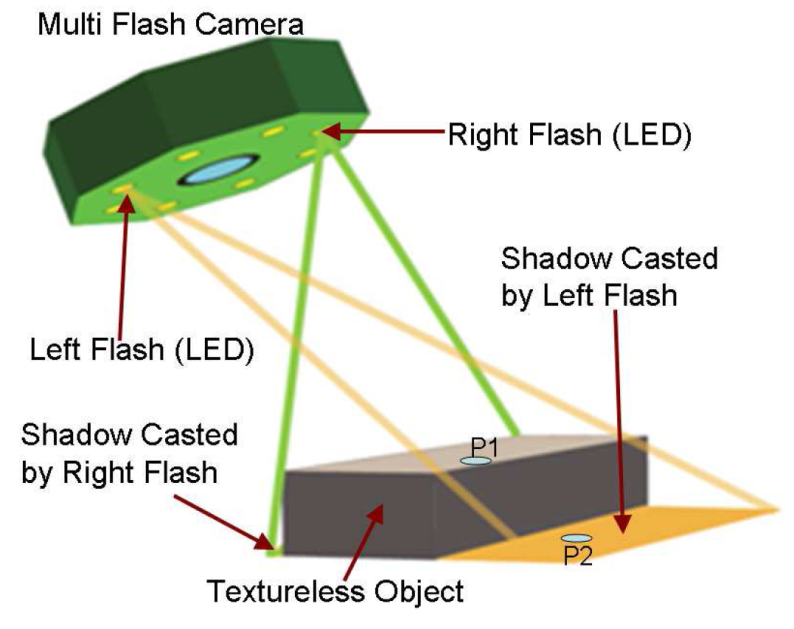 Multi Flash Camera
Right Flash (LED)
Shadow Casted
by Left Flash
Left Flash (LED)
Shadow Casted
by Right Flash
P1
P2
Textureless Object